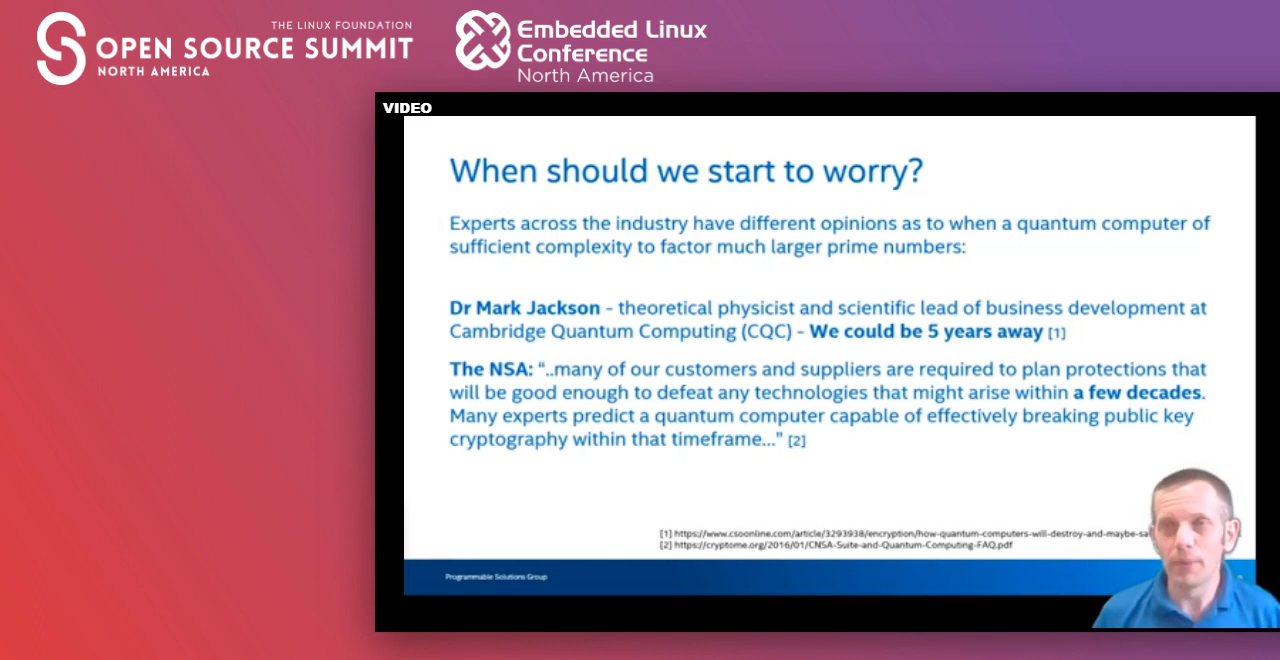 THE LINUX FOUNDATION
OPEN SOURCE SUMMIT
NORTH AMERICA
Embedded Linux
Conference
North America
VIDEO
When should we start to worry?
Experts across the industry have different opinions as to when a quantum computer of
sufficient complexity to factor much larger prime numbers:
Dr Mark Jackson - theoretical physicist and scientific lead of business development at
Cambridge Quantum Computing (CQC) - We could be 5 years away [1]
The NSA: “..many of our customers and suppliers are required to plan protections that
will be good enough to defeat any technologies that might arise within a few decades.
Many experts predict a quantum computer capable of effectively breaking public key
cryptography within that timeframe...” [2]
[1] https://www.csoonline.com/article/3293938/encryption/how-quantum-computers-will-destroy-and-maybe-sa
[2] https://cryptome.org/2016/01/CNSA-Suite-and-Quantum-Computing-FAQ.pdf
Programmable Solutions Group